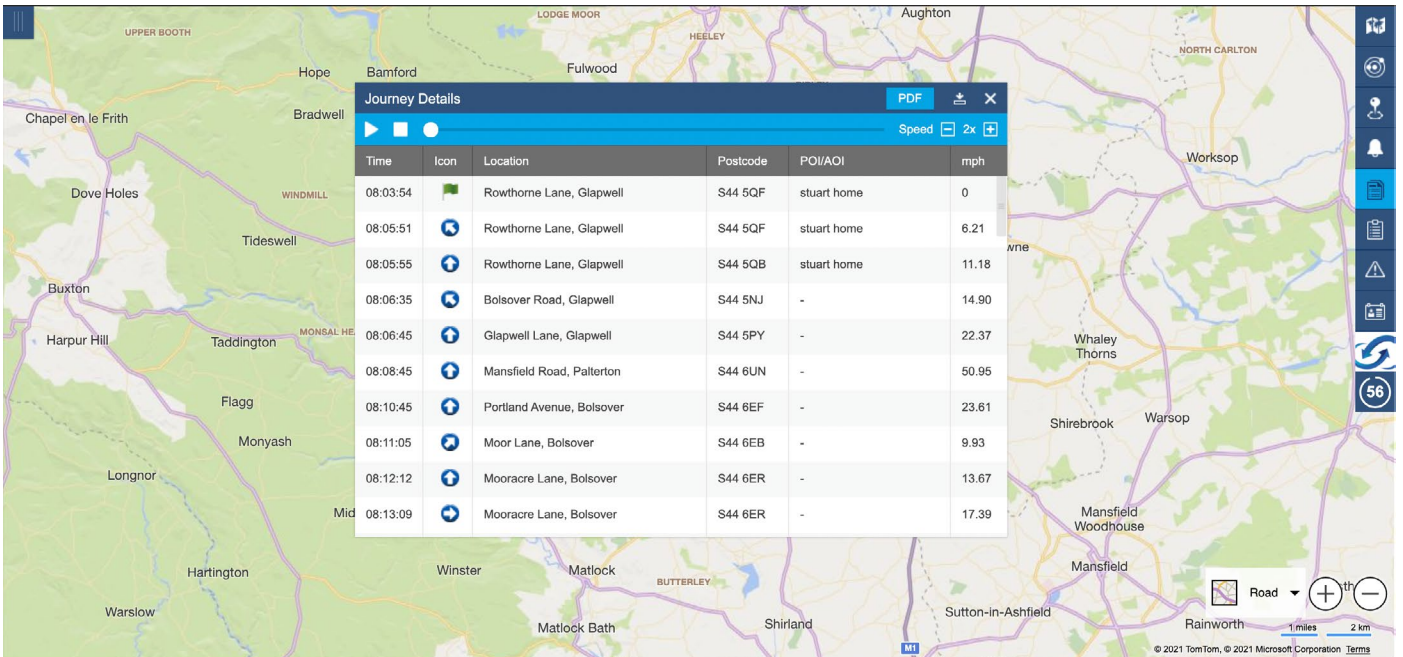 LODGE MOOR
Aughton
UPPER BOOTH
HEELEY
NORTH CARLTON
Hope
Bamford
Fulwood
Journey Details
PDF
Chapel en le Frith
Bradwell
Speed
2x
Time Icon Location Postcode POI/AOI mph
Worksop
08:03:54 Rowthorne Lane, Glapwell S44 5QF stuart home 0
Dove Holes
WINDMILL
08:05:51 Rowthorne Lane, Glapwell S44 5QF stuart home 6.21
Tideswell
wne
08:05:55 Rowthorne Lane, Glapwell S44 5QB stuart home 11.18
Buxton
08:06:35 Bolsover Road, Glapwell S44 5NJ - 14.90
MONSAL HE
Harpur Hill
Taddington
08:06:45 Glapwell Lane, Glapwell S44 5PY - 22.37
Whaley
Thorns
08:08:45 Mansfield Road, Palterton S44 6UN - 50.95
56
Flagg
08:10:45 Portland Avenue, Bolsover S44 6EF - 23.61
Shirebrook
Warsop
Monyash
08:11:05 Moor Lane, Bolsover S44 6EB - 9.93
Longnor
08:12:12 Mooracre Lane, Bolsover S44 6ER - 13.67
Mid
08:13:09 Mooracre Lane, Bolsover S44 6ER - 17.39
Mansfield
Woodhouse
Hartington
Winster
Matlock
BUTTERLEY
Mansfield
Road
th
Warslow
Matlock Bath
Shirland
Sutton-in-Ashfield
Rainworth
1 miles
2 km
M1
© 2021 TomTom, © 2021 Microsoft Corporation Terms